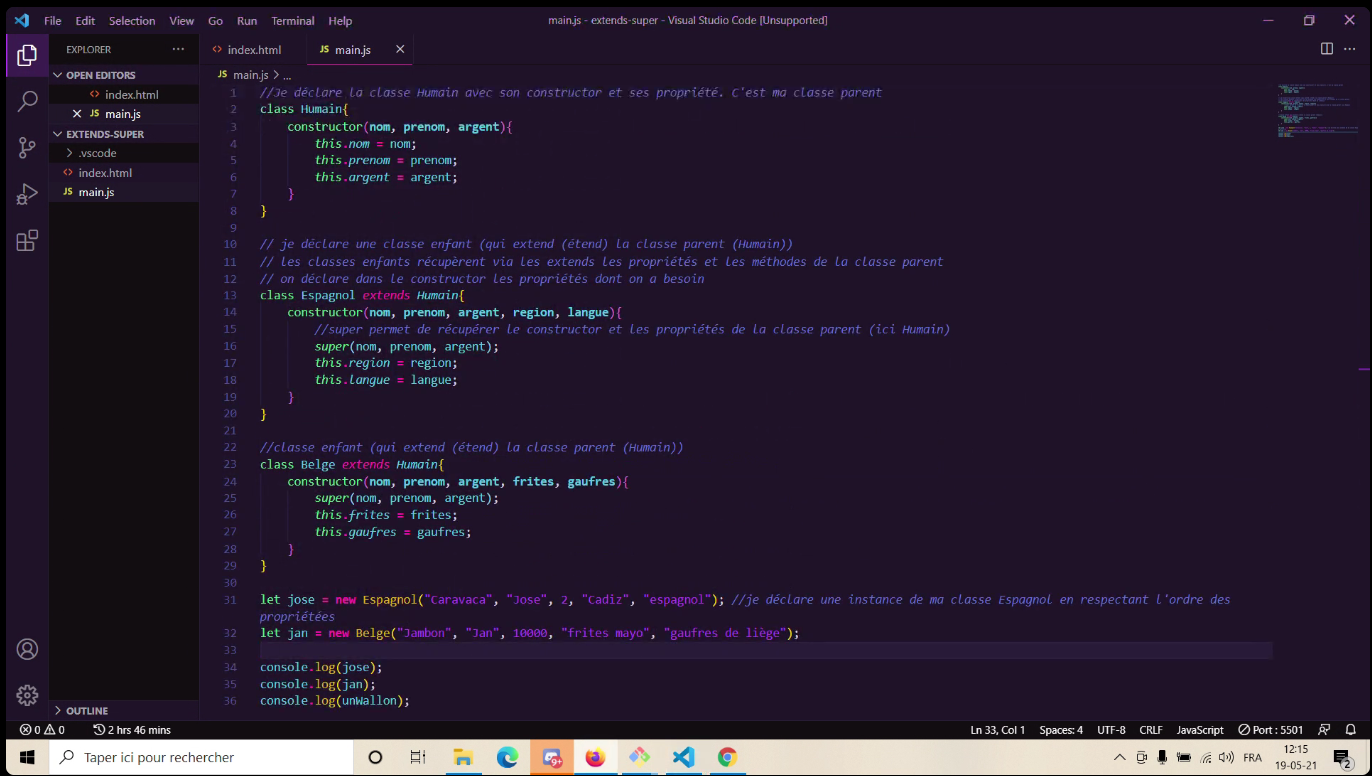 File Edit Selection View Go Run Terminal Help
main.js - extends-super - Visual Studio Code [Unsupported]
EXPLORER
index.html
JS main.js
OPEN EDITORS
index.html
JS main.js
EXTENDS-SUPER
.vscode
index.html
JS main.js
OUTLINE
JS main.js > ...
1 //Je déclare la classe Humain avec son constructor et ses propriété. C'est ma classe parent
2 class Humain{
3 constructor(nom, prenom, argent){
4 this.nom = nom;
5 this.prenom = prenom;
6 this.argent = argent;
7 }
8 }
9
10 // je déclare une classe enfant (qui extend (étend) la classe parent (Humain))
11 // les classes enfants récupèrent via les extends les propriétés et les méthodes de la classe parent
12 // on déclare dans le constructor les propriétés dont on a besoin
13 class Espagnol extends Humain{
14 constructor(nom, prenom, argent, region, langue){
15 //super permet de récupérer le constructor et les propriétés de la classe parent (ici Humain)
16 super(nom, prenom, argent);
17 this.region = region;
18 this.langue = langue;
19 }
20 }
21
22 //classe enfant (qui extend (étend) la classe parent (Humain))
23 class Belge extends Humain{
24 constructor(nom, prenom, argent, frites, gaufres){
25 super(nom, prenom, argent);
26 this.frites = frites;
27 this.gaufres = gaufres;
28 }
29 }
30
31 let jose = new Espagnol("Caravaca", "Jose", 2, "Cadiz", "espagnol"); //je déclare une instance de ma classe Espagnol en respectant l'ordre des
propriétées
32 let jan = new Belge("Jambon", "Jan", 10000, "frites mayo", "gaufres de liège");
33
34 console.log(jose);
35 console.log(jan);
36 console.log(unWallon);
0 0 2 hrs 46 mins
Ln 33, Col 1 Spaces: 4 UTF-8 CRLF JavaScript Port : 5501
Taper ici pour rechercher
9+
FRA
12:15
19-05-21
2